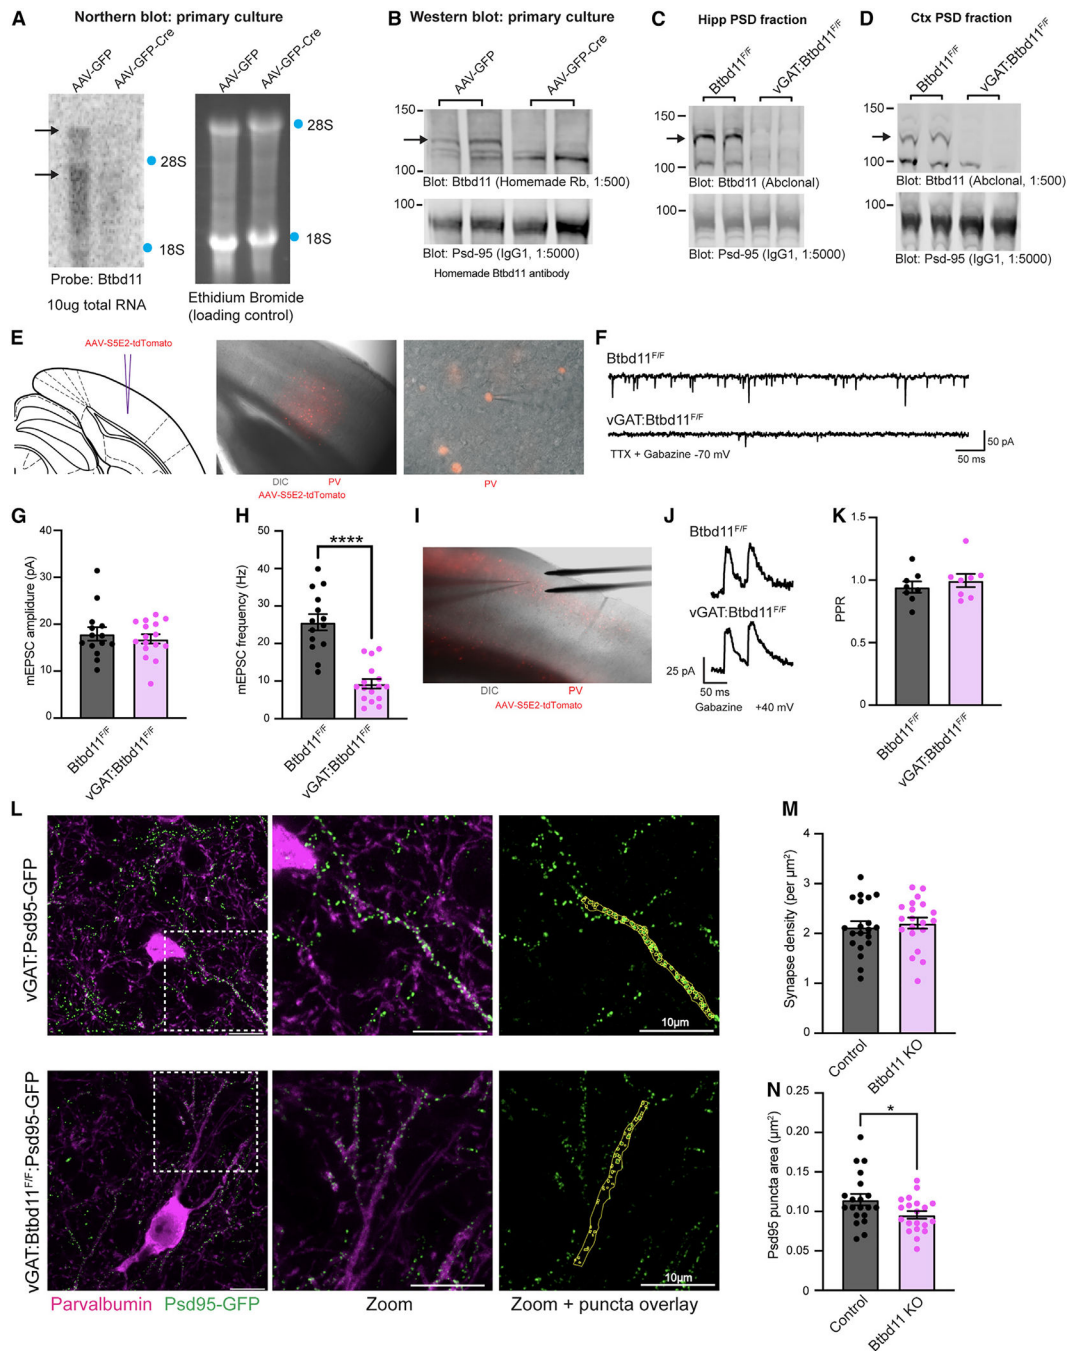 A
Northern blot: primary culture
AAV-GFP
AAV-GFP-Cre
AAV-GFP
AAV-GFP-Cre
28S
28S
18S
18S
Probe: Btbd11
10ug total RNA
Ethidium Bromide
(loading control)
B
Western blot: primary culture
AAV-GFP
AAV-GFP-Cre
150
100
Blot: Btbd11 (Homemade Rb, 1:500)
100
Blot: Psd-95 (IgG1, 1:5000)
Homemade Btbd11 antibody
C
Hipp PSD fraction
Btbd11F/F
vGAT:Btbd11F/F
150
100
Blot: Btbd11 (Abclonal)
100
Blot: Psd-95 (IgG1, 1:5000)
D
Ctx PSD fraction
Btbd11F/F
vGAT:Btbd11F/F
150
100
Blot: Btbd11 (Abclonal, 1:500)
100
Blot: Psd-95 (IgG1, 1:5000)
E
AAV-S5E2-tdTomato
DIC
PV
AAV-S5E2-tdTomato
PV
F
Btbd11F/F
vGAT:Btbd11F/F
TTX + Gabazine -70 mV
50 pA
50 ms
G
mEPSC amplidure (pA)
40
30
20
10
0
Btbd11F/F
vGAT:Btbd11F/F
H
mEPSC frequency (Hz)
50
40
30
20
10
0
****
Btbd11F/F
vGAT:Btbd11F/F
I
DIC
PV
AAV-S5E2-tdTomato
J
Btbd11F/F
vGAT:Btbd11F/F
25 pA
50 ms
Gabazine
+40 mV
K
PPR
1.5
1.0
0.5
0.0
Btbd11F/F
vGAT:Btbd11F/F
L
vGAT:Psd95-GFP
10µm
vGAT:Btbd11F/F:Psd95-GFP
10µm
Parvalbumin
Psd95-GFP
Zoom
Zoom + puncta overlay
M
Synapse density (per µm2)
4
3
2
1
0
Control
Btbd11 KO
N
Psd95 puncta area (µm2)
0.25
0.20
0.15
0.10
0.05
0
*
Control
Btbd11 KO